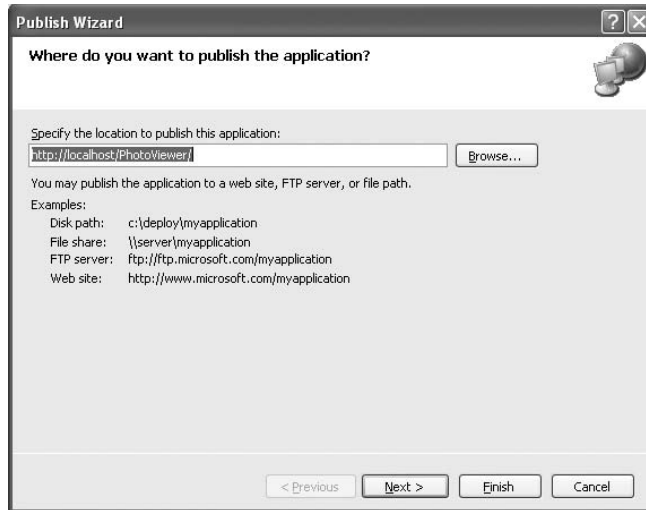 Publish Wizard
Where do you want to publish the application?
Specify the location to publish this application:
http://localhost/PhotoViewer/
Browse...
You may publish the application to a web site, FTP server, or file path.
Examples:
Disk path: c:\deploy\myapplication
File share: \\server\myapplication
FTP server: ftp://ftp.microsoft.com/myapplication
Web site: http://www.microsoft.com/myapplication
< Previous Next > Finish Cancel